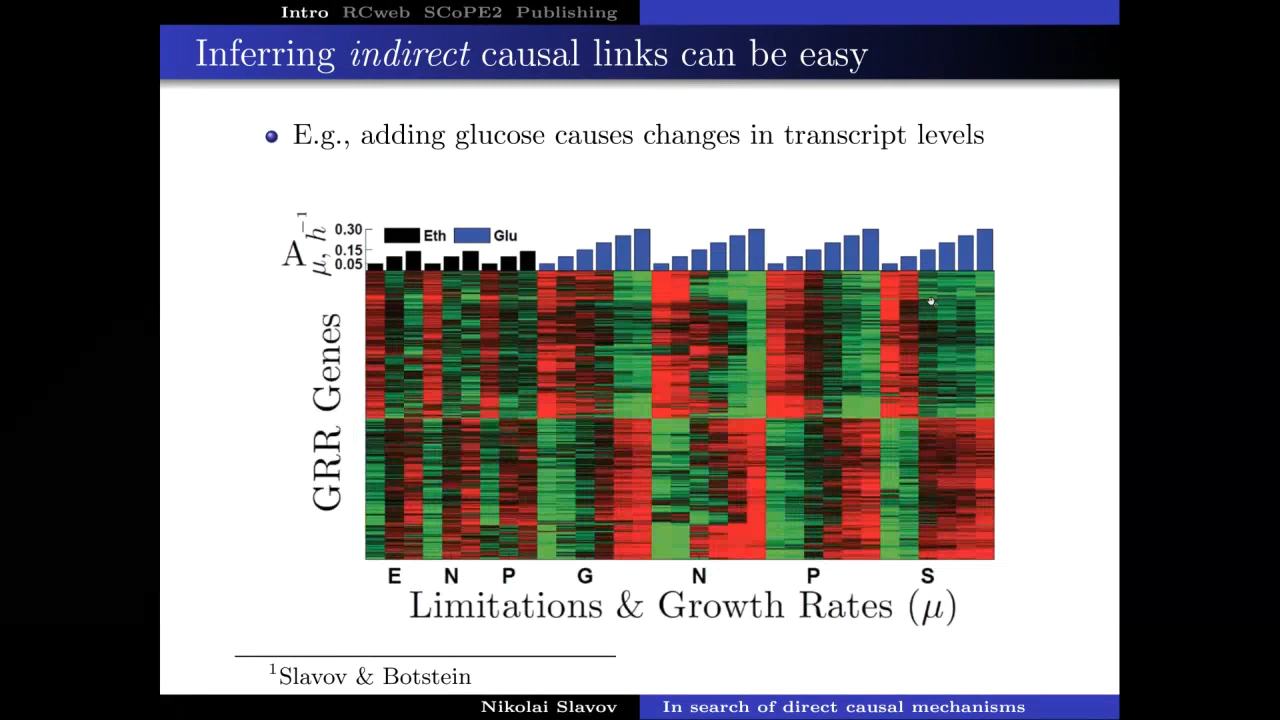 Intro RCweb SCoPE2 Publishing
Inferring indirect causal links can be easy
E.g., adding glucose causes changes in transcript levels
A μ, h⁻¹
0.30
0.15
0.05
Eth Glu
GRR Genes
E N P G N P S
Limitations & Growth Rates (μ)
¹Slavov & Botstein
Nikolai Slavov In search of direct causal mechanisms